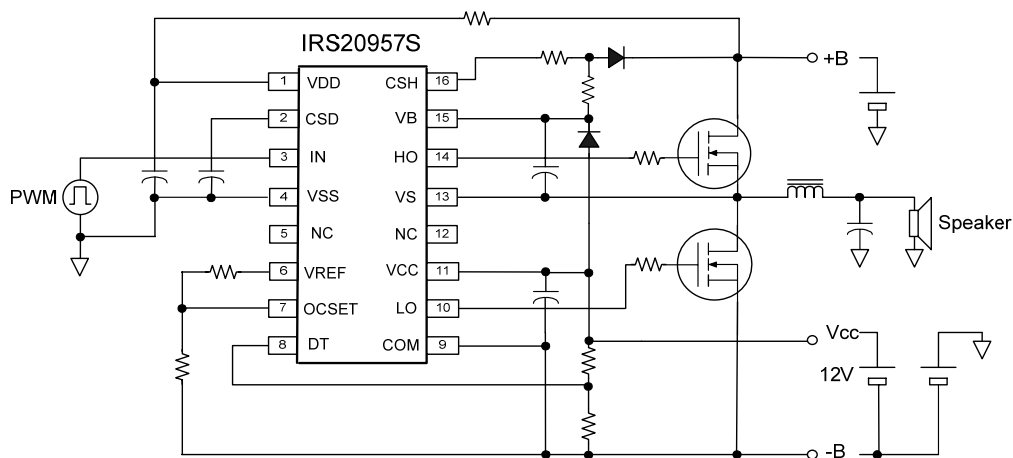 IRS20957S
1 VDD CSH 16
2 CSD VB 15
3 IN HO 14
4 VSS VS 13
5 NC NC 12
6 VREF VCC 11
7 OCSET LO 10
8 DT COM 9
PWM
+B
Speaker
Vcc
12V
-B